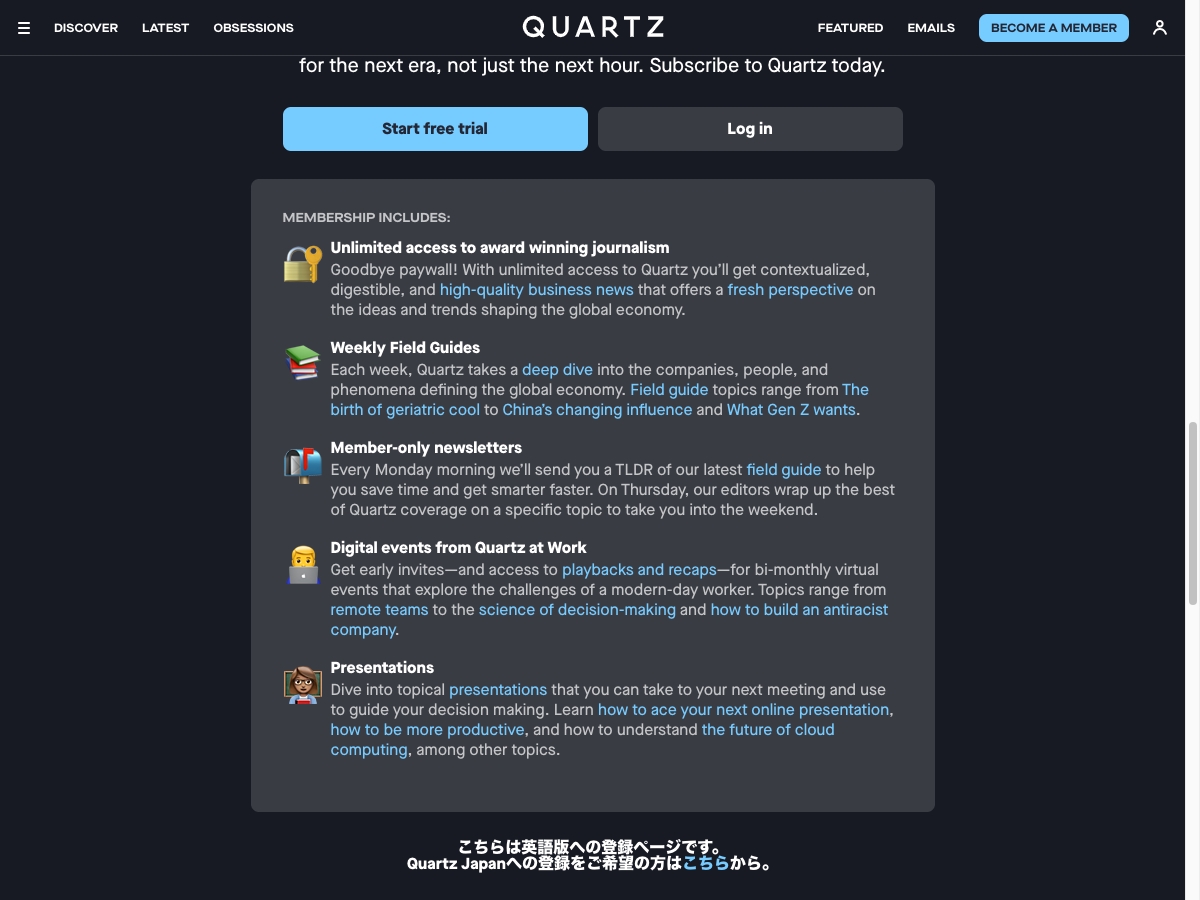 DISCOVER LATEST OBSESSIONS QUARTZ FEATURED EMAILS BECOME A MEMBER
for the next era, not just the next hour. Subscribe to Quartz today.
Start free trial Log in
MEMBERSHIP INCLUDES:
Unlimited access to award winning journalism
Goodbye paywall! With unlimited access to Quartz you’ll get contextualized,
digestible, and high-quality business news that offers a fresh perspective on
the ideas and trends shaping the global economy.
Weekly Field Guides
Each week, Quartz takes a deep dive into the companies, people, and
phenomena defining the global economy. Field guide topics range from The
birth of geriatric cool to China’s changing influence and What Gen Z wants.
Member-only newsletters
Every Monday morning we’ll send you a TLDR of our latest field guide to help
you save time and get smarter faster. On Thursday, our editors wrap up the best
of Quartz coverage on a specific topic to take you into the weekend.
Digital events from Quartz at Work
Get early invites—and access to playbacks and recaps—for bi-monthly virtual
events that explore the challenges of a modern-day worker. Topics range from
remote teams to the science of decision-making and how to build an antiracist
company.
Presentations
Dive into topical presentations that you can take to your next meeting and use
to guide your decision making. Learn how to ace your next online presentation,
how to be more productive, and how to understand the future of cloud
computing, among other topics.
こちらは英語版への登録ページです。
Quartz Japanへの登録をご希望の方はこちらから。